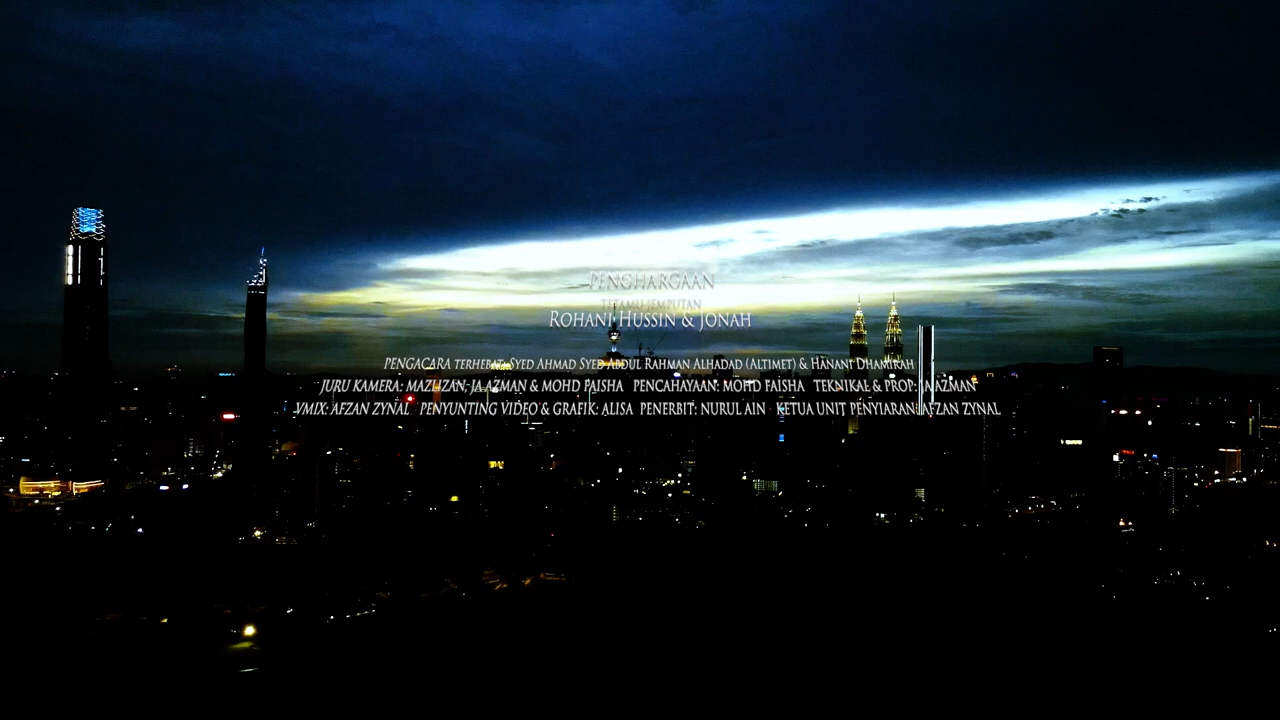 PENGHARGAAN
TETAMU JEMPUTAN
ROHANI HUSSIN & JONAH
PENGACARA TERHEBAT: SYED AHMAD SYED ABDUL RAHMAN ALHADAD (ALTIMET) & HANANI DHAMIRAH
JURU KAMERA: MAZLIZAN, JA AZMAN & MOHD FAISHA PENCAHAYAAN: MOHD FAISHA TEKNIKAL & PROP: JA AZMAN
VMIX: AFZAN ZYNAL PENYUNTING VIDEO & GRAFIK: ALISA PENERBIT: NURUL AIN KETUA UNIT PENYIARAN: AFZAN ZYNAL